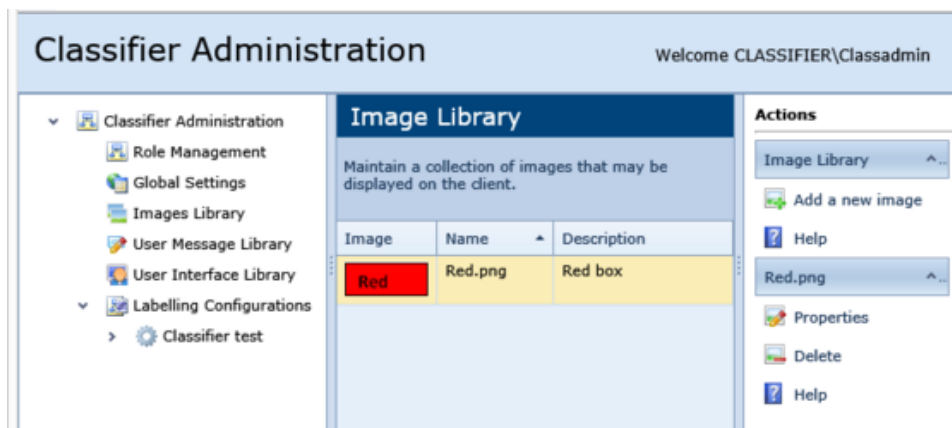 Classifier Administration
Welcome CLASSIFIER\Classadmin
Classifier Administration
Role Management
Global Settings
Images Library
User Message Library
User Interface Library
Labelling Configurations
Classifier test
Image Library
Maintain a collection of images that may be
displayed on the client.
Image Name Description
Red Red.png Red box
Actions
Image Library
Add a new image
Help
Red.png
Properties
Delete
Help